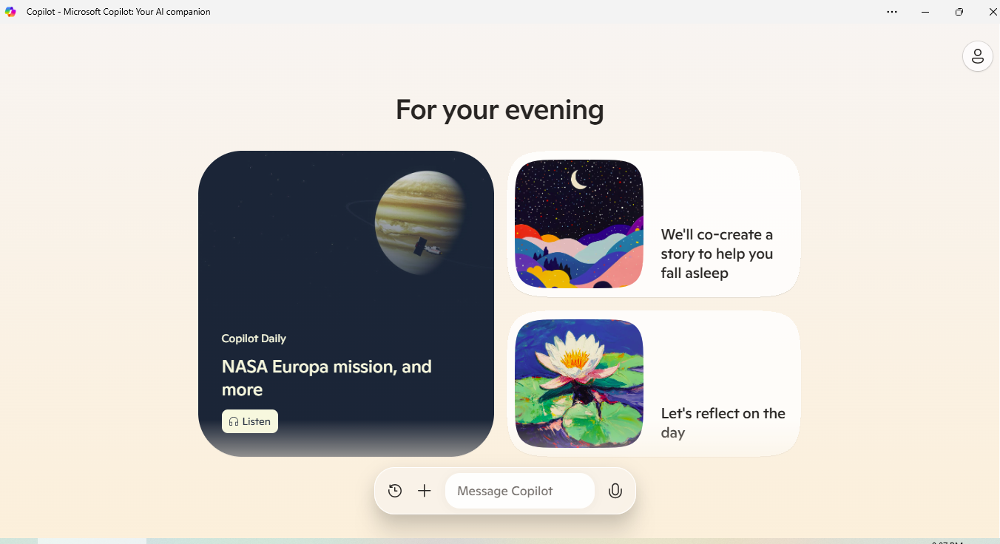 Copilot - Microsoft Copilot: Your AI companion
For your evening
Copilot Daily
NASA Europa mission, and
more
Listen
We'll co-create a
story to help you
fall asleep
Let's reflect on the
day
Message Copilot